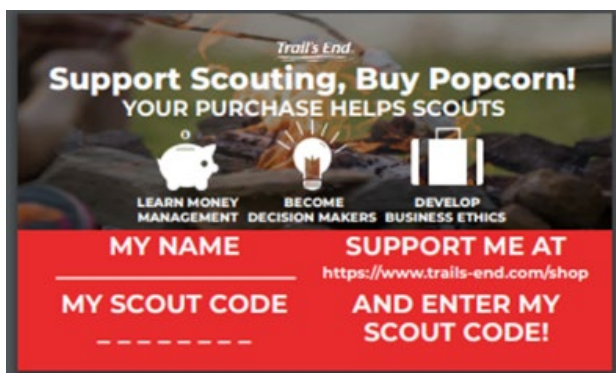 Trail's End.
Support Scouting, Buy Popcorn!
YOUR PURCHASE HELPS SCOUTS
LEARN MONEY
MANAGEMENT
BECOME
DECISION MAKERS
DEVELOP
BUSINESS ETHICS
MY NAME
MY SCOUT CODE
SUPPORT ME AT
https://www.trails-end.com/shop
AND ENTER MY
SCOUT CODE!